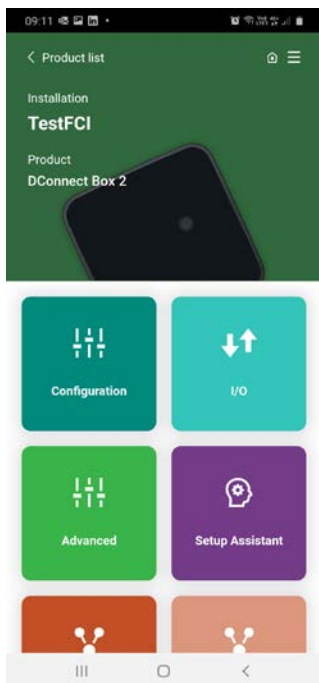 09:11
Product list
Installation
TestFCI
Product
DConnect Box 2
Configuration
I/O
Advanced
Setup Assistant